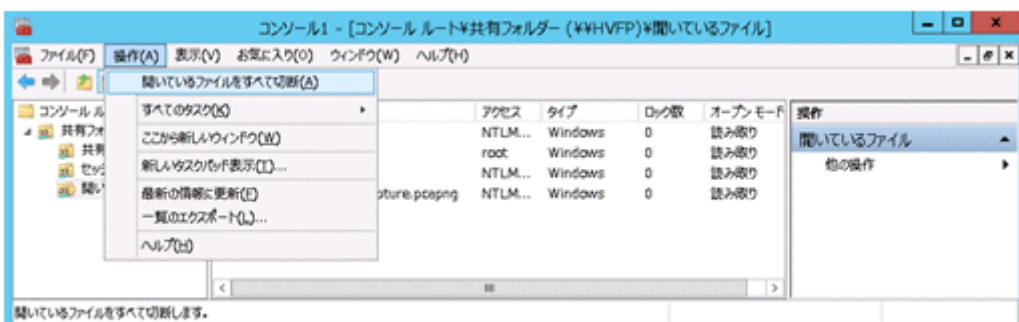 コンソール1 - [コンソール ルート¥共有フォルダー (¥¥HVFP)¥開いているファイル]
ファイル(F) 操作(A) 表示(V) お気に入り(O) ウィンドウ(W) ヘルプ(H)
開いているファイルをすべて切断(A)
すべてのタスク(K)
ここから新しいウィンドウ(W)
新しいタスクパッド表示(T)...
最新の情報に更新(F)
一覧のエクスポート(L)...
ヘルプ(H)
コンソール ル
共有フォ
共有
セッシ
開い
アクセス タイプ ロック数 オープン モード
NTLM... Windows 0 読み取り
root Windows 0 読み取り
NTLM... Windows 0 読み取り
pture.pcapng NTLM... Windows 0 読み取り
操作
開いているファイル
他の操作
開いているファイルをすべて切断します。